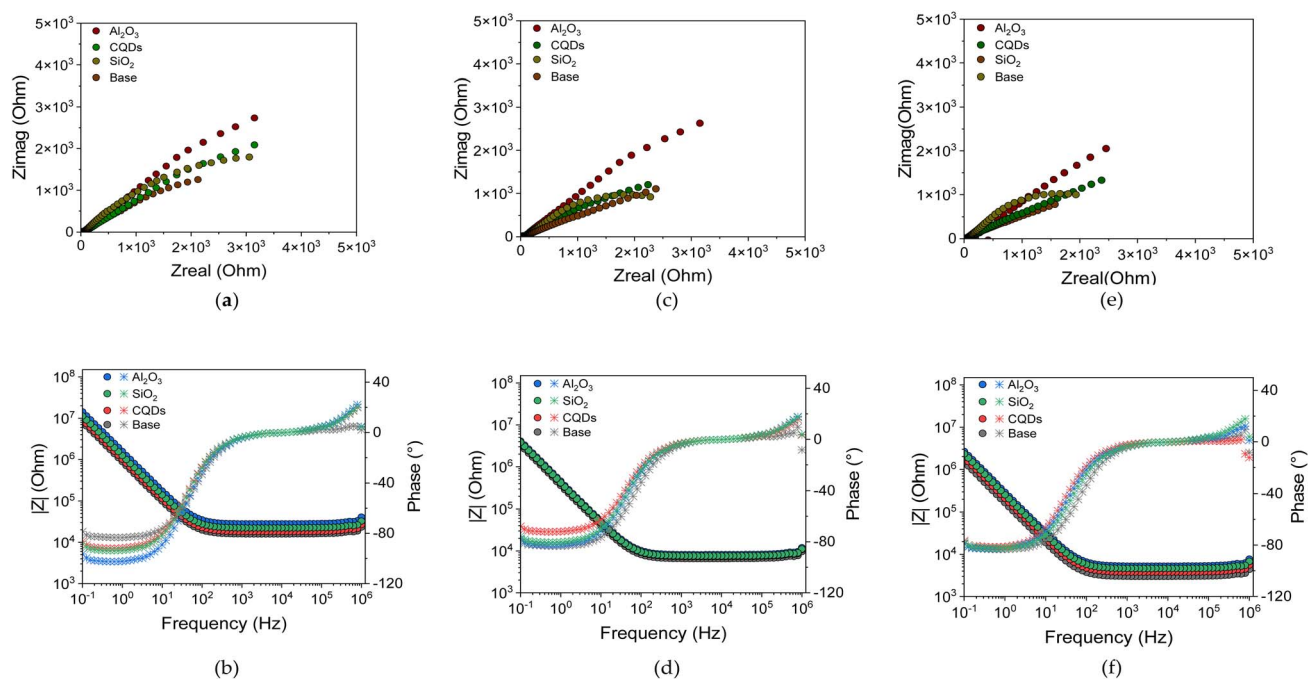 5×10³
4×10³
3×10³
2×10³
1×10³
0
Zimag (Ohm)
Al₂O₃
CQDs
SiO₂
Base
0 1×10³ 2×10³ 3×10³ 4×10³ 5×10³
Zreal (Ohm)
(a)
5×10³
4×10³
3×10³
2×10³
1×10³
0
Zimag (Ohm)
Al₂O₃
CQDs
SiO₂
Base
0 1×10³ 2×10³ 3×10³ 4×10³ 5×10³
Zreal (Ohm)
(c)
5×10³
4×10³
3×10³
2×10³
1×10³
0
Zimag(Ohm)
Al₂O₃
CQDs
SiO₂
Base
0 1×10³ 2×10³ 3×10³ 4×10³ 5×10³
Zreal(Ohm)
(e)
10⁸
10⁷
10⁶
10⁵
10⁴
10³
|Z| (Ohm)
Al₂O₃
SiO₂
CQDs
Base
40
0
-40
-80
-120
Phase (°)
10⁻¹ 10⁰ 10¹ 10² 10³ 10⁴ 10⁵ 10⁶
Frequency (Hz)
(b)
10⁸
10⁷
10⁶
10⁵
10⁴
10³
|Z| (Ohm)
Al₂O₃
SiO₂
CQDs
Base
40
0
-40
-80
-120
Phase (°)
10⁻¹ 10⁰ 10¹ 10² 10³ 10⁴ 10⁵ 10⁶
Frequency (Hz)
(d)
10⁸
10⁷
10⁶
10⁵
10⁴
10³
|Z| (Ohm)
Al₂O₃
SiO₂
CQDs
Base
40
0
-40
-80
-120
Phase (°)
10⁻¹ 10⁰ 10¹ 10² 10³ 10⁴ 10⁵ 10⁶
Frequency (Hz)
(f)